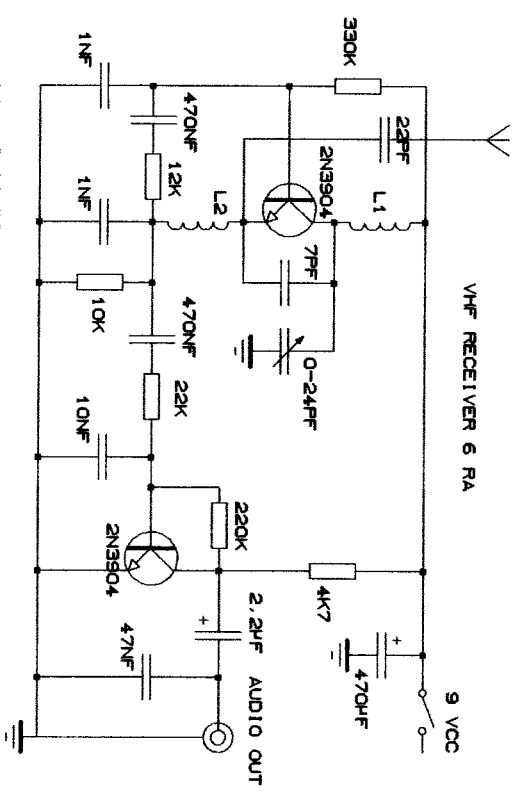 VHF RECEIVER 6 RA
9 VCC
470µF
330K
22PF
L1
2N3904
7PF
0-24PF
L2
1NF
470NF
12K
1NF
10K
470NF
22K
10NF
220K
4K7
2N3904
2,2µF
47NF
AUDIO OUT
+
+